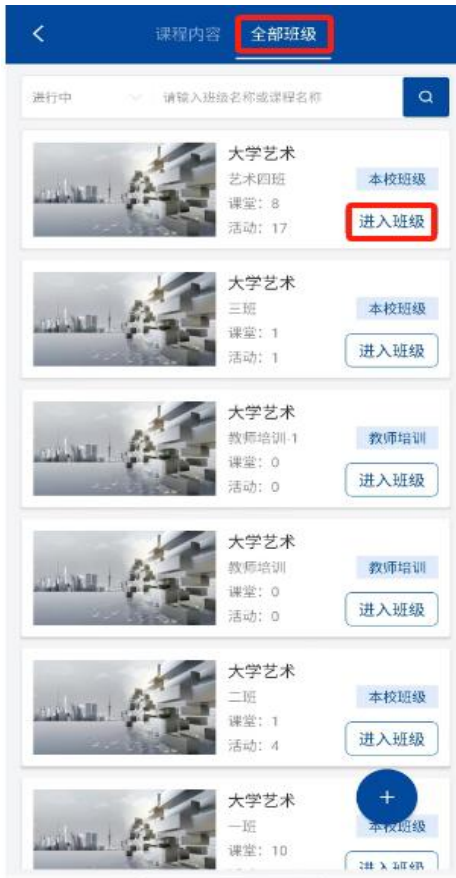 课程内容 全部班级
进行中 请输入班级名称或课程名称
大学艺术
艺术四班 本校班级
课堂：8
活动：17 进入班级
大学艺术
三班 本校班级
课堂：1
活动：1 进入班级
大学艺术
教师培训-1 教师培训
课堂：0
活动：0 进入班级
大学艺术
教师培训 教师培训
课堂：0
活动：0 进入班级
大学艺术
二班 本校班级
课堂：1
活动：4 进入班级
大学艺术
一班 本校班级
课堂：10
进入班级